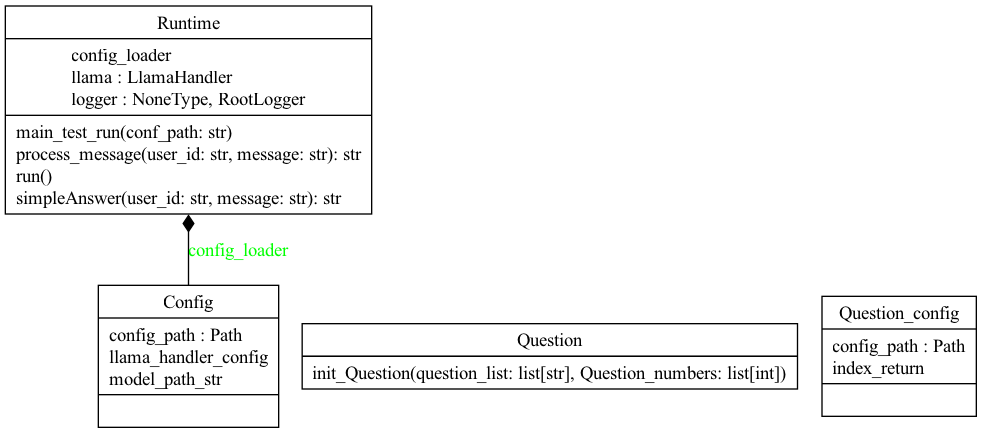 Runtime
config_loader
llama : LlamaHandler
logger : NoneType, RootLogger
main_test_run(conf_path: str)
process_message(user_id: str, message: str): str
run()
simpleAnswer(user_id: str, message: str): str
config_loader
Config
config_path : Path
llama_handler_config
model_path_str
Question
init_Question(question_list: list[str], Question_numbers: list[int])
Question_config
config_path : Path
index_return